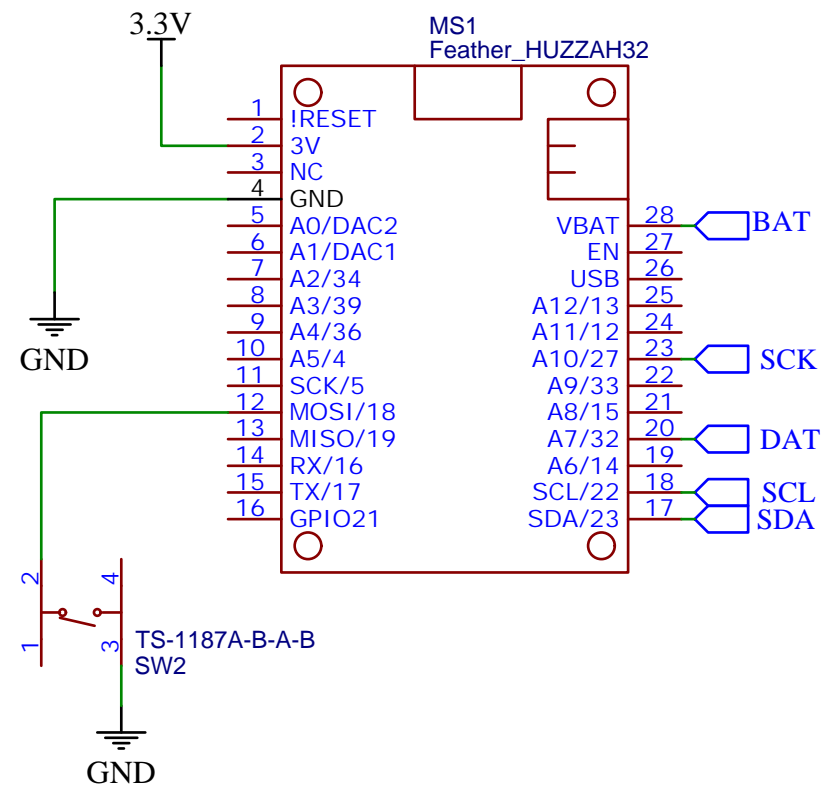 3.3V
MS1
Feather_HUZZAH32
1 !RESET
2 3V
3 NC
4 GND
5 A0/DAC2
6 A1/DAC1
7 A2/34
8 A3/39
9 A4/36
10 A5/4
11 SCK/5
12 MOSI/18
13 MISO/19
14 RX/16
15 TX/17
16 GPIO21
VBAT 28 BAT
EN 27
USB 26
A12/13 25
A11/12 24
A10/27 23 SCK
A9/33 22
A8/15 21
A7/32 20 DAT
A6/14 19
SCL/22 18 SCL
SDA/23 17 SDA
GND
2 4
1 3
TS-1187A-B-A-B
SW2
GND